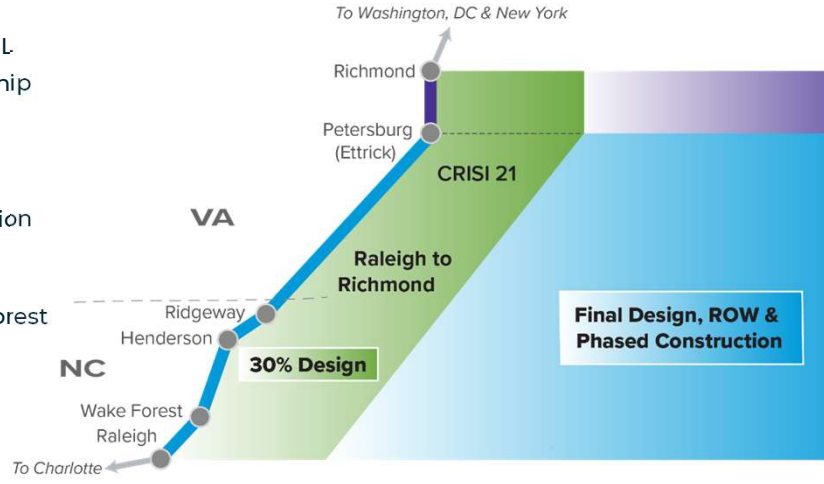 To Washington, DC & New York
Richmond
Petersburg
(Ettrick)
CRISI 21
VA
Raleigh to
Richmond
Ridgeway
Henderson
30% Design
Final Design, ROW &
Phased Construction
NC
Wake Forest
Raleigh
To Charlotte